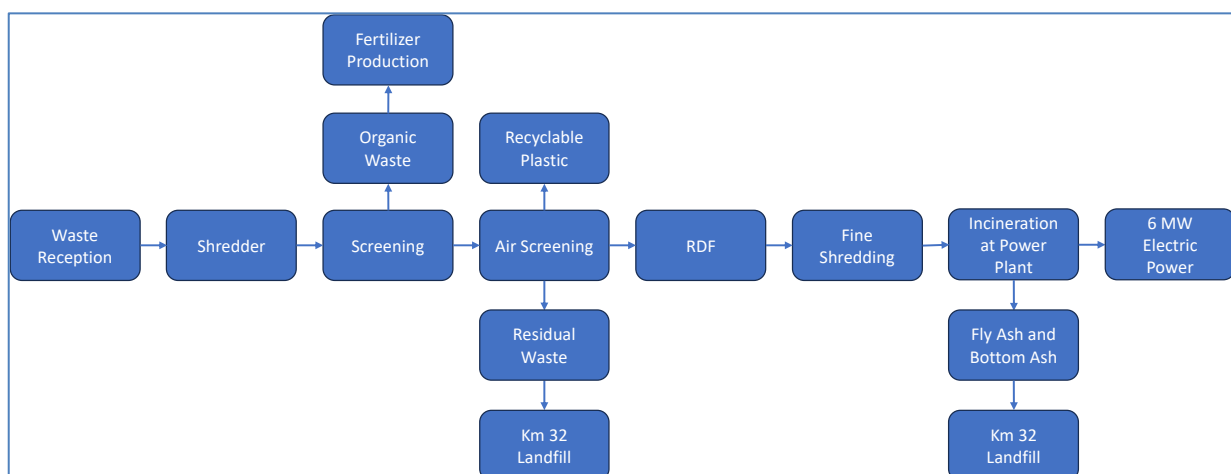 Fertilizer
Production
Organic
Waste
Recyclable
Plastic
Waste
Reception
Shredder
Screening
Air Screening
RDF
Fine
Shredding
Incineration
at Power
Plant
6 MW
Electric
Power
Residual
Waste
Fly Ash and
Bottom Ash
Km 32
Landfill
Km 32
Landfill